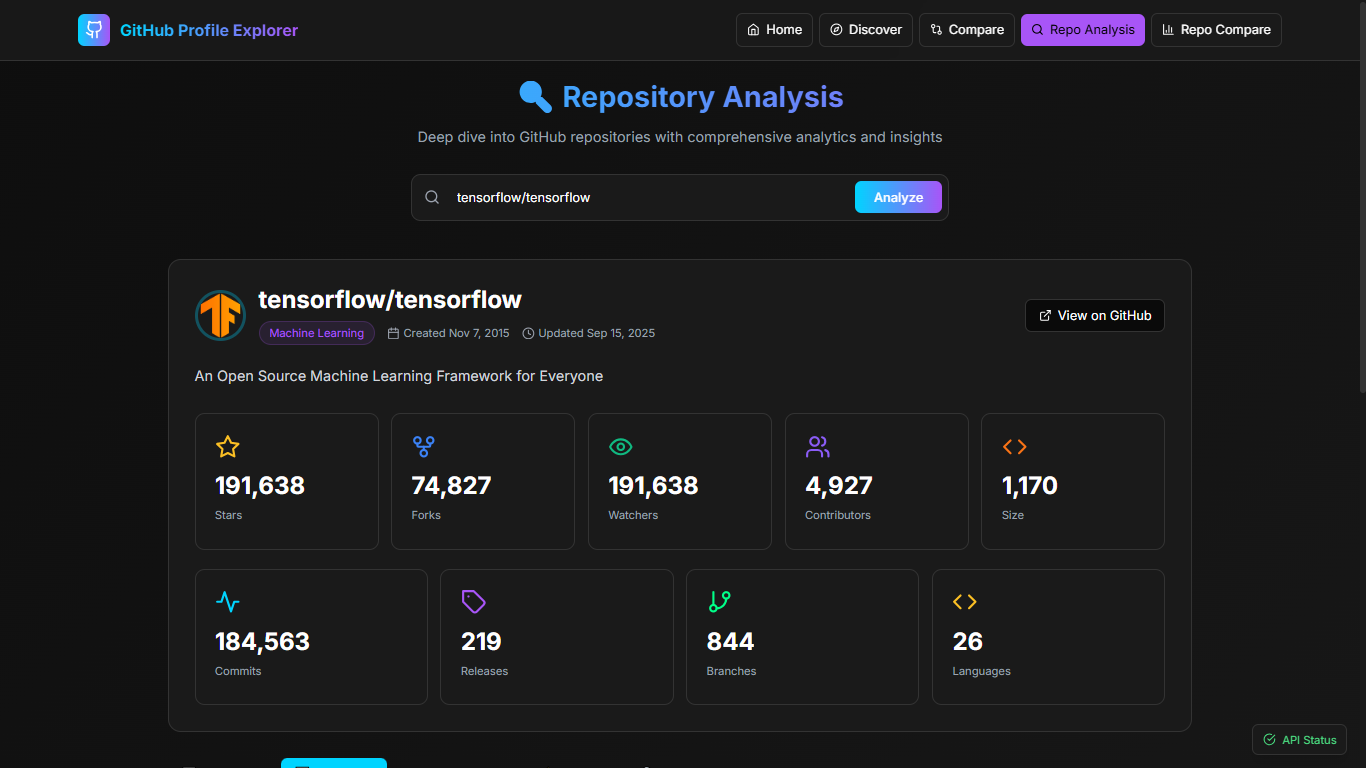 GitHub Profile Explorer
Home
Discover
Compare
Repo Analysis
Repo Compare
Repository Analysis
Deep dive into GitHub repositories with comprehensive analytics and insights
tensorflow/tensorflow
Analyze
tensorflow/tensorflow
Machine Learning
Created Nov 7, 2015
Updated Sep 15, 2025
View on GitHub
An Open Source Machine Learning Framework for Everyone
191,638
Stars
74,827
Forks
191,638
Watchers
4,927
Contributors
1,170
Size
184,563
Commits
219
Releases
844
Branches
26
Languages
API Status